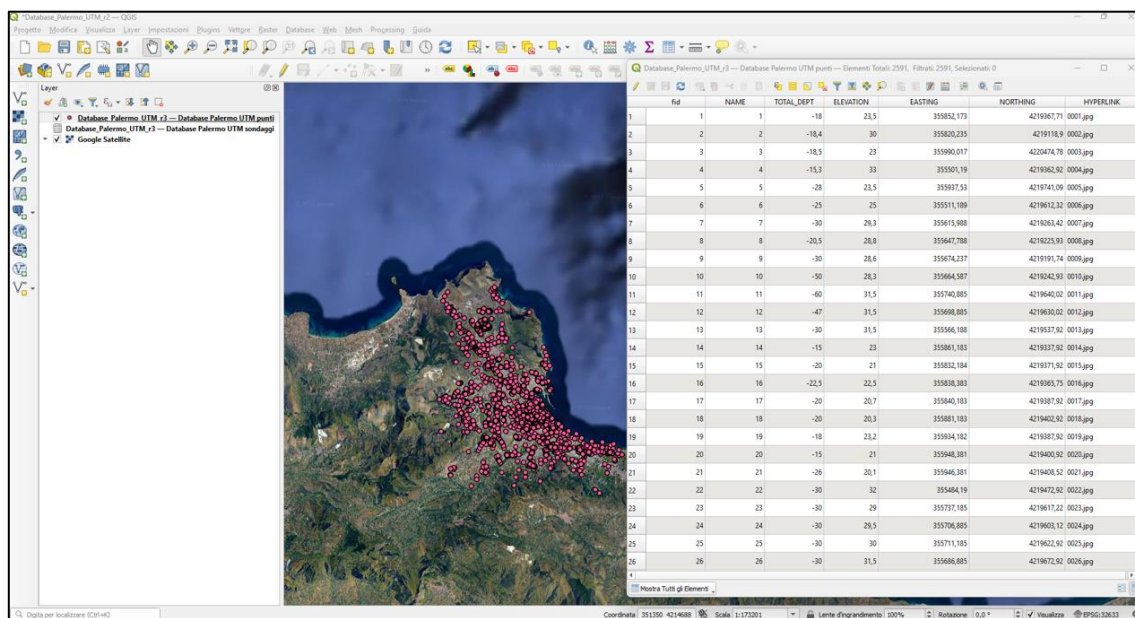 *Database_Palermo_UTM_r2 — QGIS
Progetto Modifica Visualizza Layer Impostazioni Plugins Vettore Raster Database Web Mesh Processing Guida
Layer
Database_Palermo_UTM_r3 — Database Palermo UTM punti
Database_Palermo_UTM_r3 — Database Palermo UTM sondaggi
Google Satellite
Database_Palermo_UTM_r3 — Database Palermo UTM punti — Elementi Totali: 2591, Filtrati 2591, Selezionati: 0
fid NAME TOTAL_DEPT ELEVATION EASTING NORTHING HYPERLINK
1 1 1 -18 23,5 355852,173 4219367,71 0001.jpg
2 2 2 -18,4 30 355820,235 4219118,9 0002.jpg
3 3 3 -18,5 23 355990,017 4220474,78 0003.jpg
4 4 4 -15,3 33 355501,19 4219362,92 0004.jpg
5 5 5 -28 23,5 355937,53 4219741,09 0005.jpg
6 6 6 -25 25 355511,189 4219612,32 0006.jpg
7 7 7 -30 29,3 355615,988 4219263,42 0007.jpg
8 8 8 -20,5 28,8 355647,788 4219225,93 0008.jpg
9 9 9 -30 28,6 355674,237 4219191,74 0009.jpg
10 10 10 -50 28,3 355664,587 4219242,93 0010.jpg
11 11 11 -60 31,5 355740,885 4219640,02 0011.jpg
12 12 12 -47 31,5 355698,885 4219630,02 0012.jpg
13 13 13 -30 31,5 355566,188 4219537,92 0013.jpg
14 14 14 -15 23 355861,183 4219337,92 0014.jpg
15 15 15 -20 21 355832,184 4219371,92 0015.jpg
16 16 16 -22,5 22,5 355838,383 4219365,75 0016.jpg
17 17 17 -20 20,7 355840,183 4219387,92 0017.jpg
18 18 18 -20 20,3 355881,183 4219402,92 0018.jpg
19 19 19 -18 23,2 355934,182 4219387,92 0019.jpg
20 20 20 -15 21 355948,381 4219400,92 0020.jpg
21 21 21 -26 20,1 355946,381 4219408,52 0021.jpg
22 22 22 -30 32 355484,19 4219472,92 0022.jpg
23 23 23 -30 29 355737,185 4219617,22 0023.jpg
24 24 24 -30 29,5 355706,885 4219603,12 0024.jpg
25 25 25 -30 30 355711,185 4219622,92 0025.jpg
26 26 26 -30 31,5 355686,885 4219672,92 0026.jpg
Mostra Tutti gli Elementi
Digita per localizzare (Ctrl+K)
Coordinata 351350 4214688 Scala 1:173201 Lente d'ingrandimento 100% Rotazione 0,0 ° Visualizza EPSG:32633